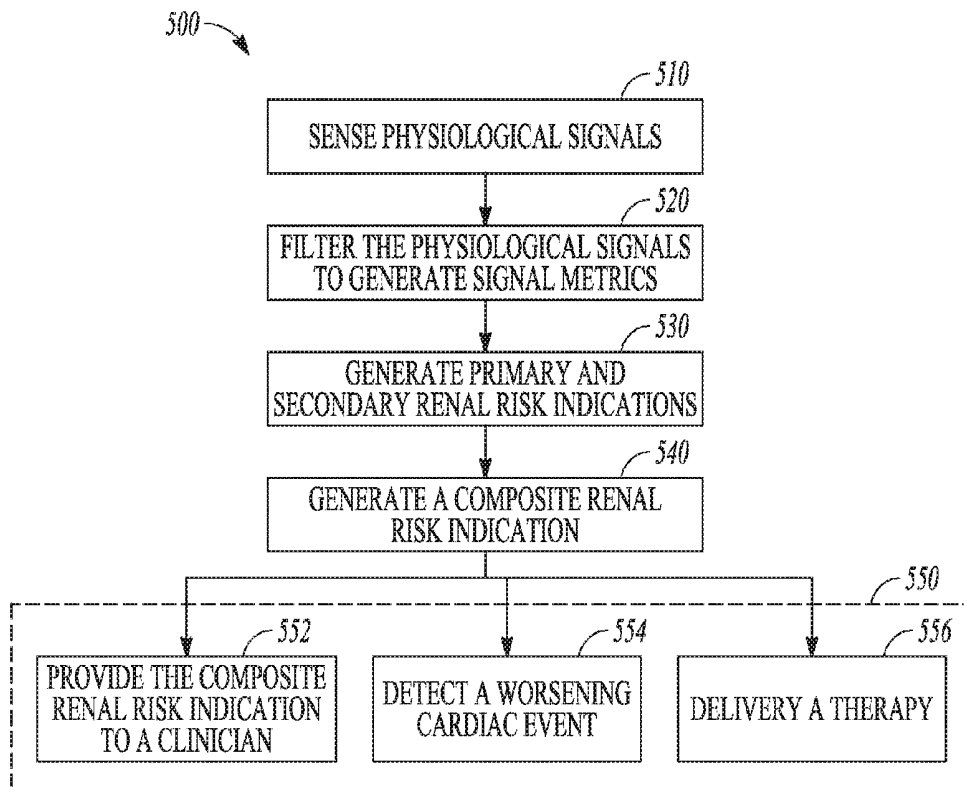 500
510
SENSE PHYSIOLOGICAL SIGNALS
520
FILTER THE PHYSIOLOGICAL SIGNALS
TO GENERATE SIGNAL METRICS
530
GENERATE PRIMARY AND
SECONDARY RENAL RISK INDICATIONS
540
GENERATE A COMPOSITE RENAL
RISK INDICATION
550
552
PROVIDE THE COMPOSITE
RENAL RISK INDICATION
TO A CLINICIAN
554
DETECT A WORSENING
CARDIAC EVENT
556
DELIVERY A THERAPY